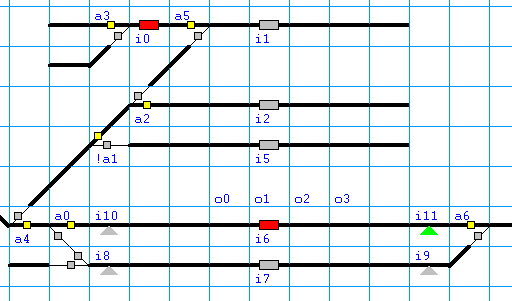 a3 a5
i0 i1
a2 i2
!a1 i5
o0 o1 o2 o3
a0 i10 i11 a6
a4 i6
i8 i9
i7